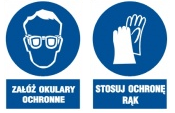 ZAŁÓŻ OKULARY
OCHRONNE
STOSUJ OCHRONĘ
RĄK